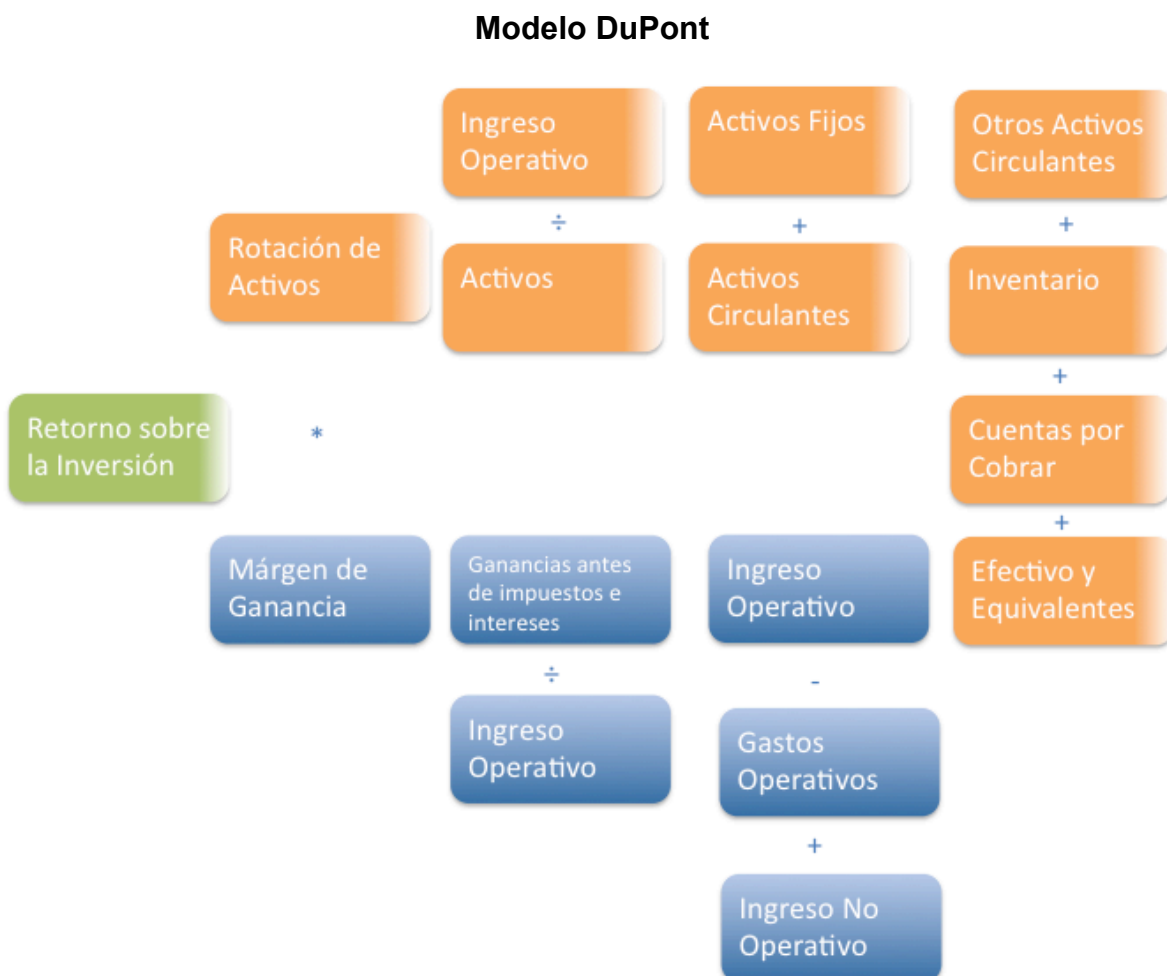 Modelo DuPont
Ingreso
Operativo
Activos Fijos
Otros Activos
Circulantes
÷
+
+
Rotación de
Activos
Activos
Activos
Circulantes
Inventario
+
Retorno sobre
la Inversión
*
Cuentas por
Cobrar
+
Márgen de
Ganancia
Ganancias antes
de impuestos e
intereses
Ingreso
Operativo
Efectivo y
Equivalentes
÷
-
Ingreso
Operativo
Gastos
Operativos
+
Ingreso No
Operativo